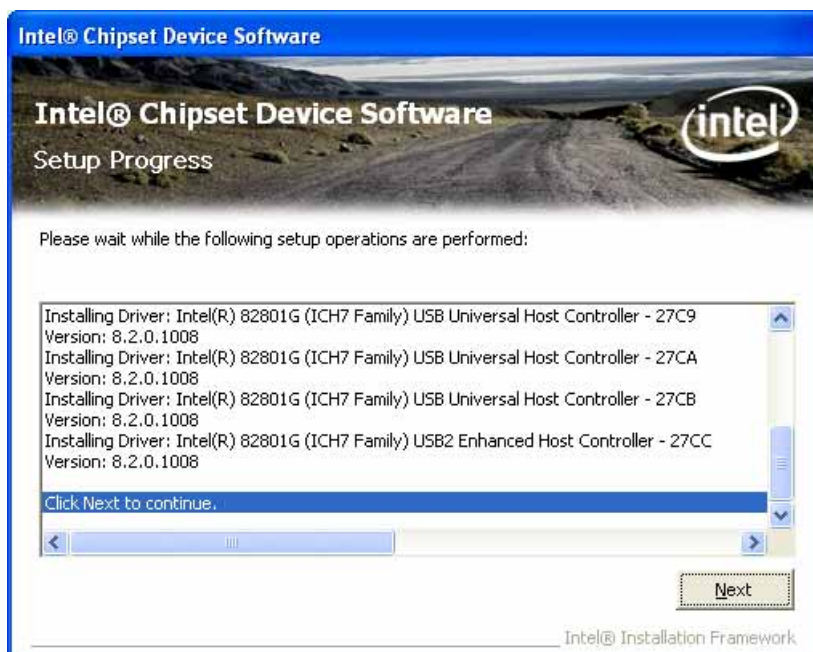 Intel® Chipset Device Software
Intel® Chipset Device Software
intel
Setup Progress
Please wait while the following setup operations are performed:
Installing Driver: Intel(R) 82801G (ICH7 Family) USB Universal Host Controller - 27C9
Version: 8.2.0.1008
Installing Driver: Intel(R) 82801G (ICH7 Family) USB Universal Host Controller - 27CA
Version: 8.2.0.1008
Installing Driver: Intel(R) 82801G (ICH7 Family) USB Universal Host Controller - 27CB
Version: 8.2.0.1008
Installing Driver: Intel(R) 82801G (ICH7 Family) USB2 Enhanced Host Controller - 27CC
Version: 8.2.0.1008
Click Next to continue.
Next
Intel® Installation Framework